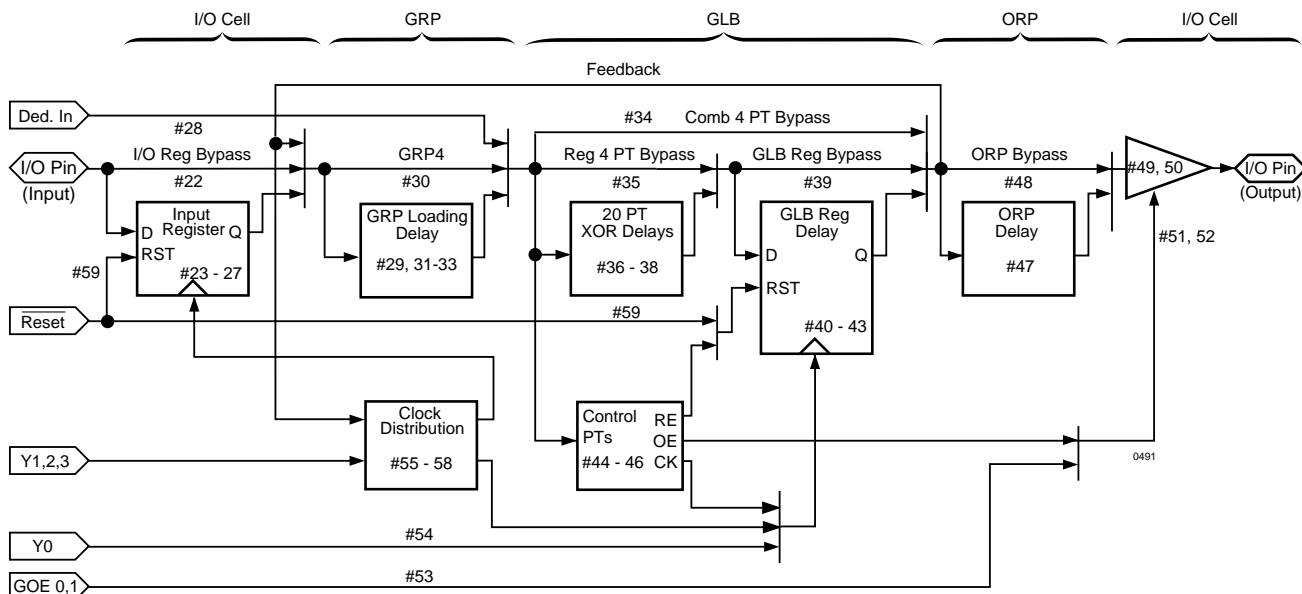 I/O Cell GRP GLB ORP I/O Cell
Feedback
Ded. In
#28
#34 Comb 4 PT Bypass
I/O Pin
(Input)
I/O Reg Bypass
#22
GRP4
#30
Reg 4 PT Bypass
#35
GLB Reg Bypass
#39
ORP Bypass
#48
#49, 50
I/O Pin
(Output)
Input
Register
D
Q
RST
#23 - 27
GRP Loading
Delay
#29, 31-33
20 PT
XOR Delays
#36 - 38
GLB Reg
Delay
D
Q
RST
#40 - 43
ORP
Delay
#47
#51, 52
#59
Reset
#59
Clock
Distribution
#55 - 58
Control
PTs
#44 - 46
RE
OE
CK
0491
Y1,2,3
Y0
#54
GOE 0,1
#53